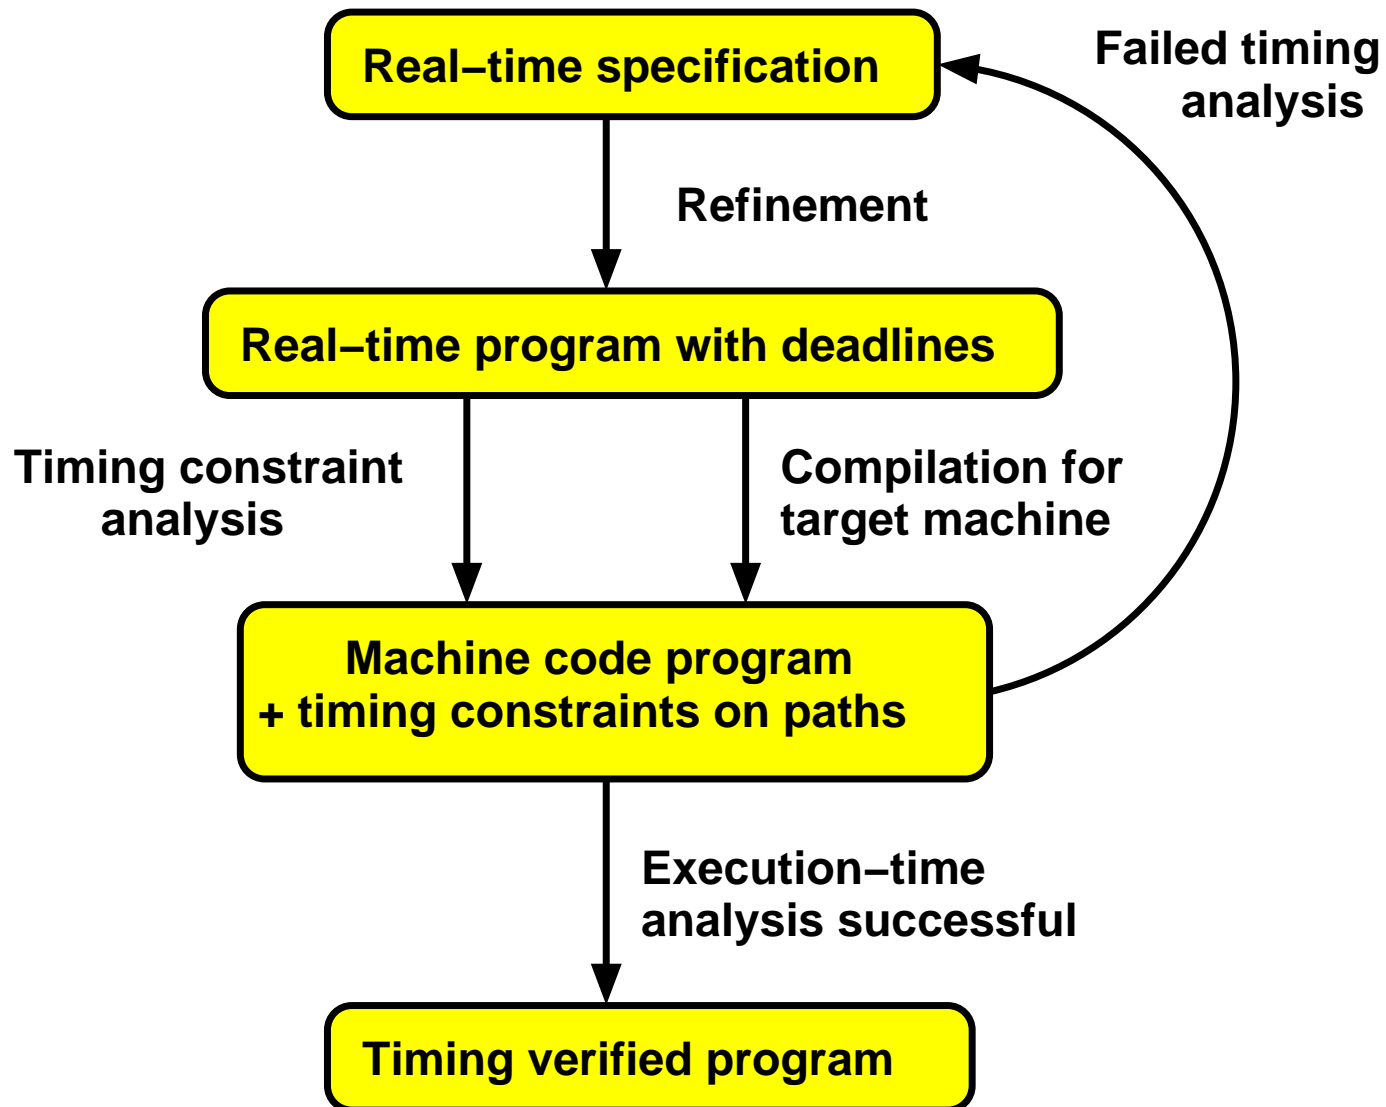 Real−time specification
Failed timing
analysis
Refinement
Real−time program with deadlines
Timing constraint
analysis
Compilation for
target machine
Machine code program
+ timing constraints on paths
Execution−time
analysis successful
Timing verified program